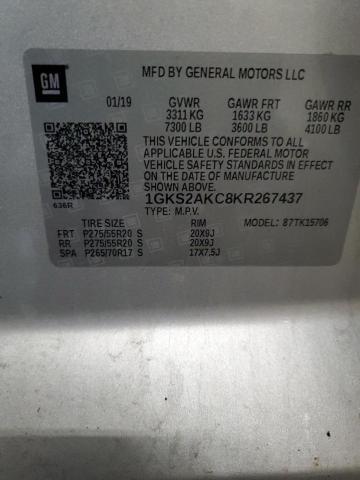 GM
MFD BY GENERAL MOTORS LLC
01/19 GVWR GAWR FRT GAWR RR
3311 KG 1633 KG 1860 KG
7300 LB 3600 LB 4100 LB
THIS VEHICLE CONFORMS TO ALL
APPLICABLE U.S. FEDERAL MOTOR
VEHICLE SAFETY STANDARDS IN EFFECT
ON THE DATE OF MANUFACTURE SHOWN ABOVE.
1GKS2AKC8KR267437
636R TYPE: M.P.V.
TIRE SIZE RIM MODEL: 87TK15706
FRT P275/55R20 S 20X9J
RR P275/55R20 S 20X9J
SPA P265/70R17 S 17X7.5J